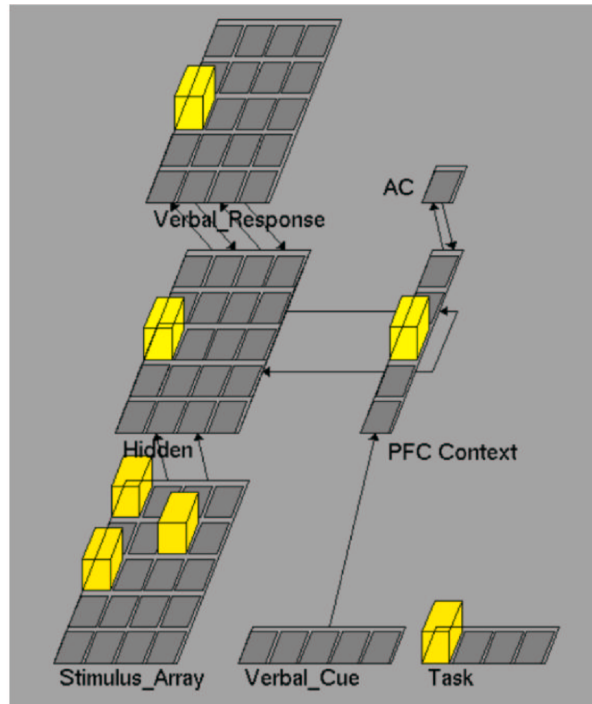 Verbal_Response
AC
Hidden
PFC Context
Stimulus_Array
Verbal_Cue
Task